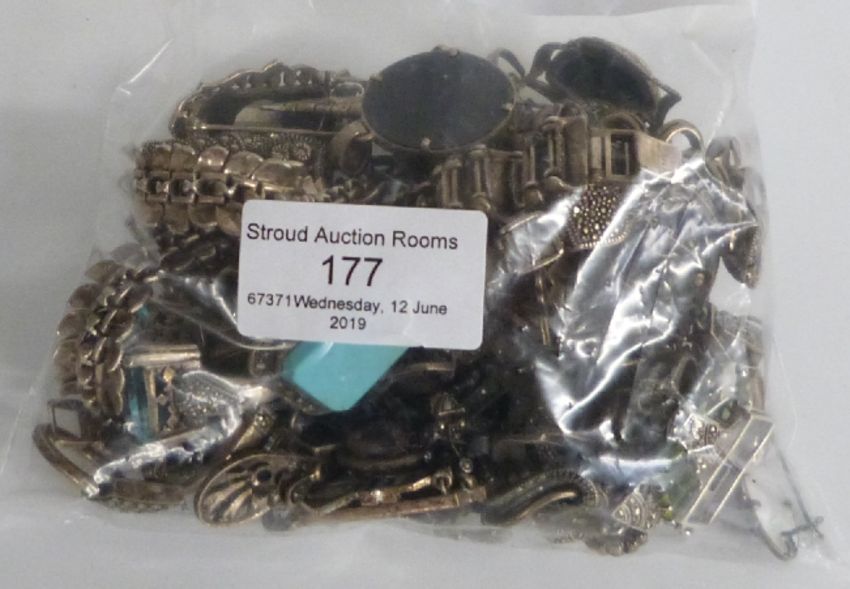 Stroud Auction Rooms
177
67371Wednesday, 12 June
2019